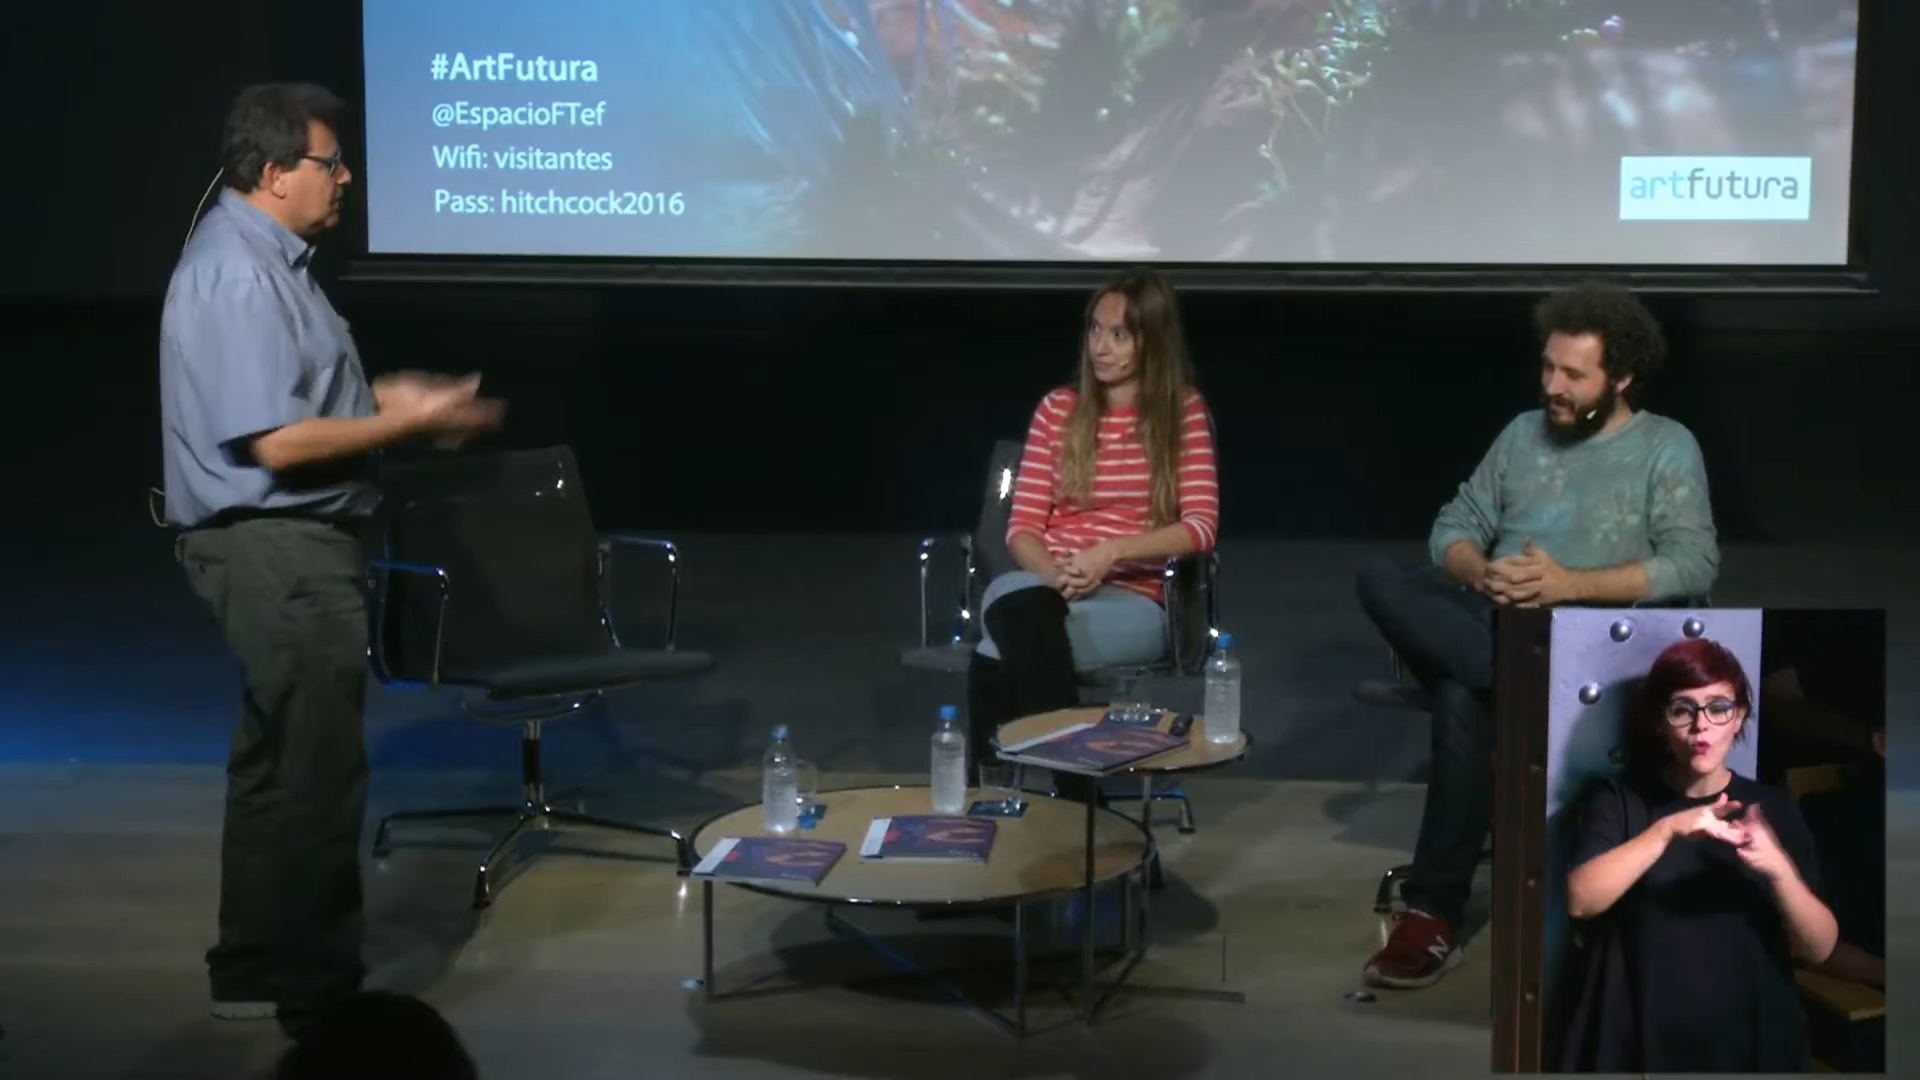 #ArtFutura
@EspacioFTef
Wifi: visitantes
Pass: hitchcock2016
artfutura
N